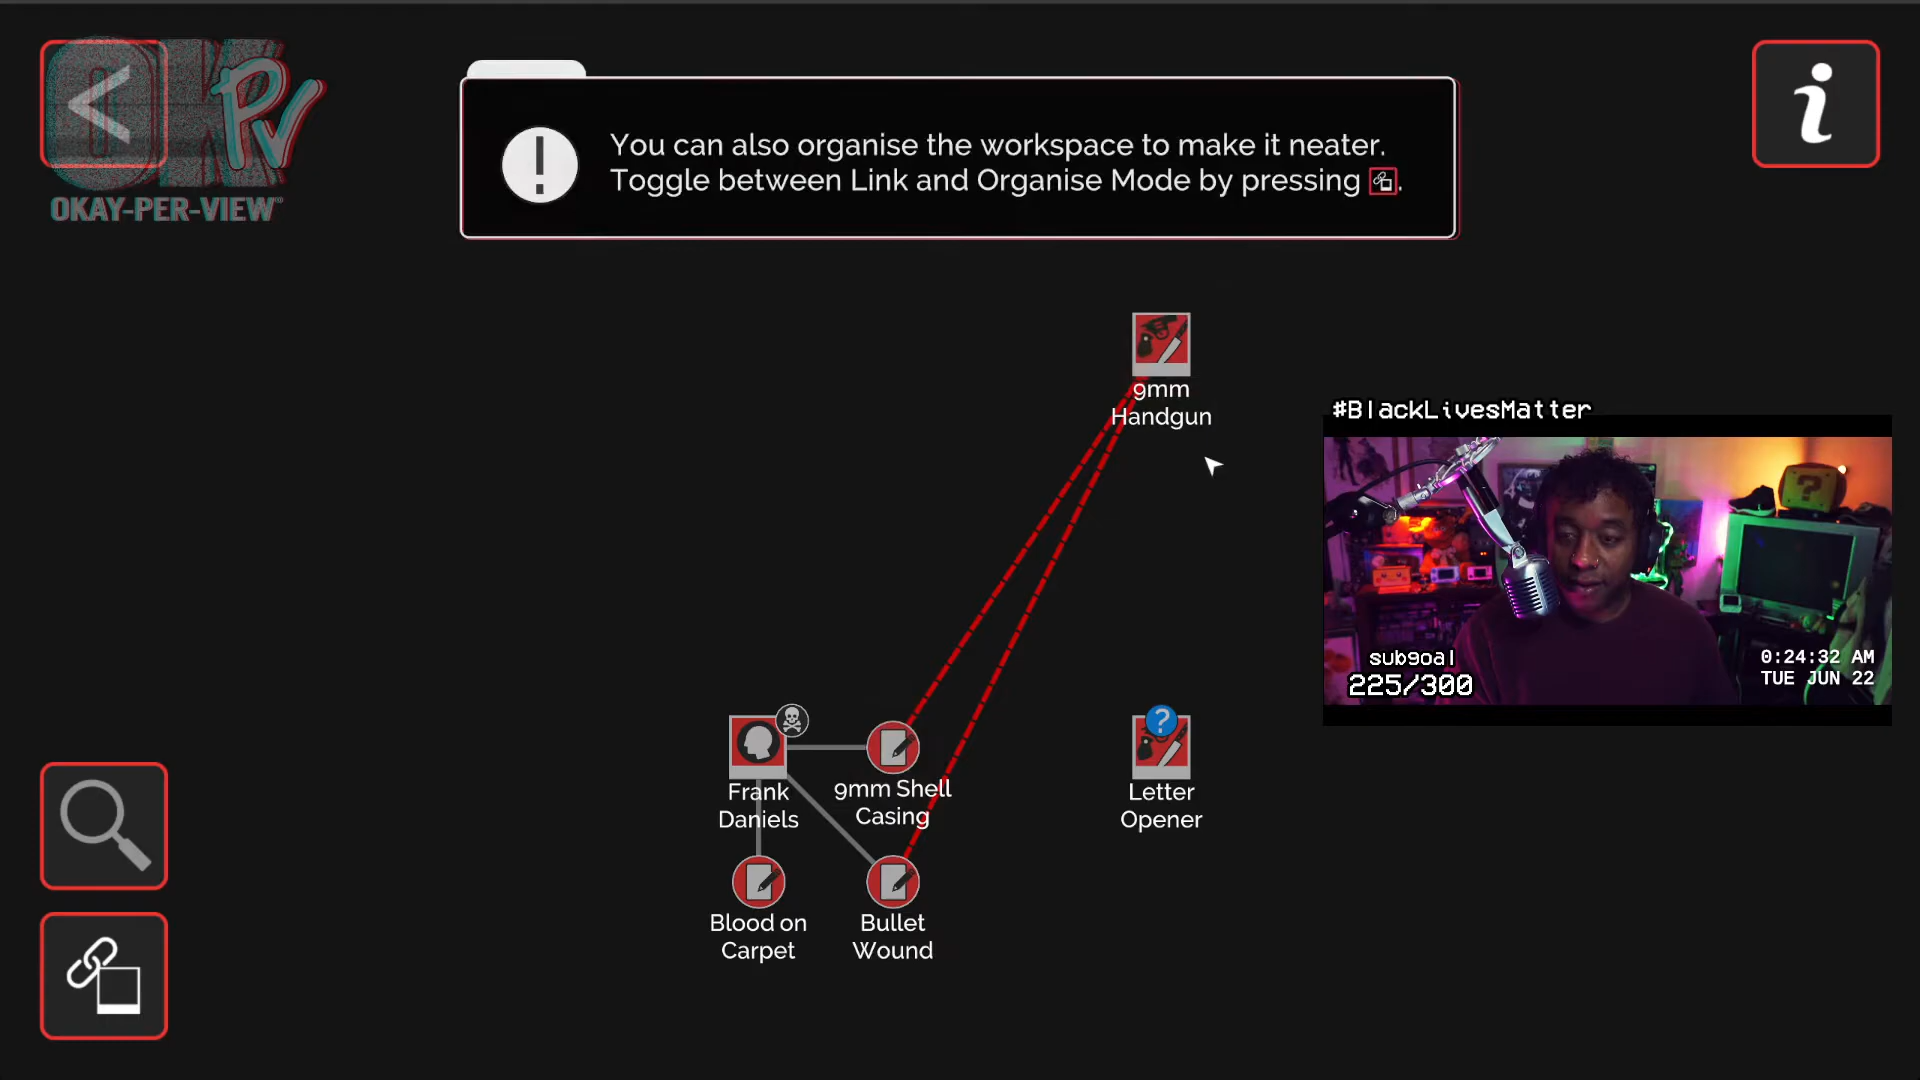 OK PV
OKAY-PER-VIEW
You can also organise the workspace to make it neater.
Toggle between Link and Organise Mode by pressing .
9mm
Handgun
#BlackLivesMatter
subgoal
225/300
0:24:32 AM
TUE JUN 22
Frank
Daniels
9mm Shell
Casing
Letter
Opener
Blood on
Carpet
Bullet
Wound